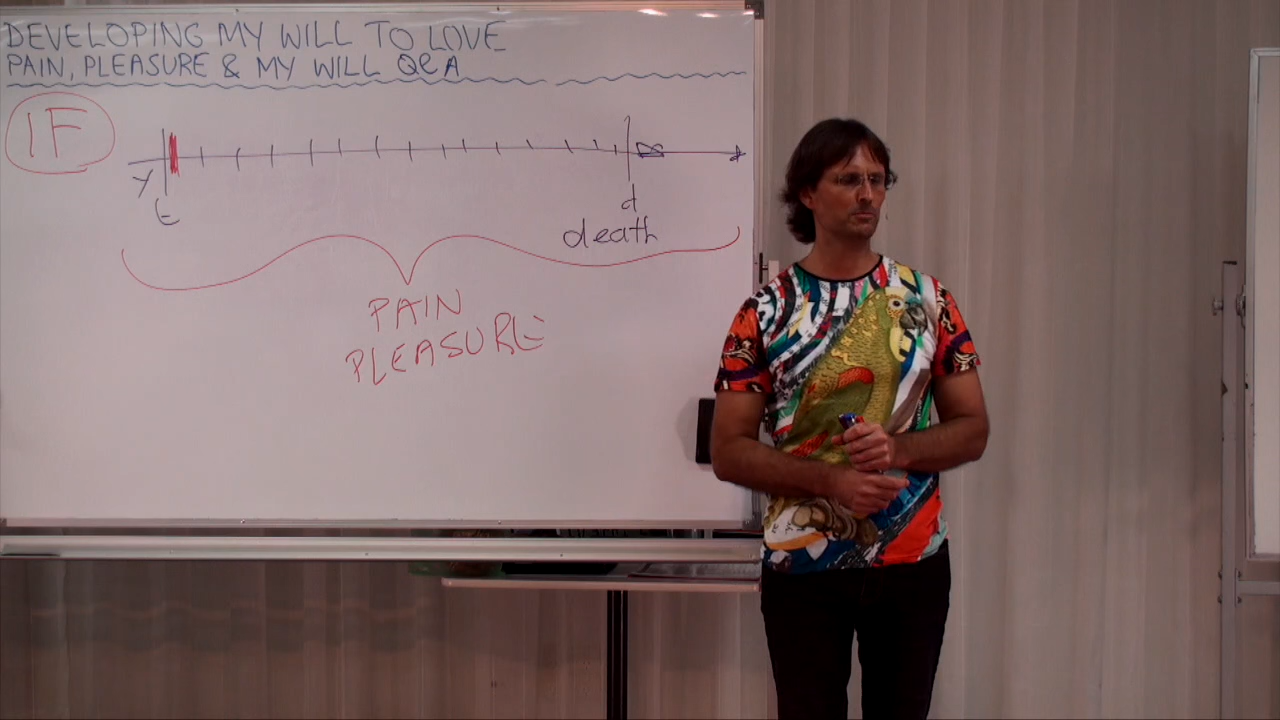 DEVELOPING MY WILL TO LOVE
PAIN, PLEASURE & MY WILL Q&A
IF
Y
t
d
death
PAIN
PLEASURE